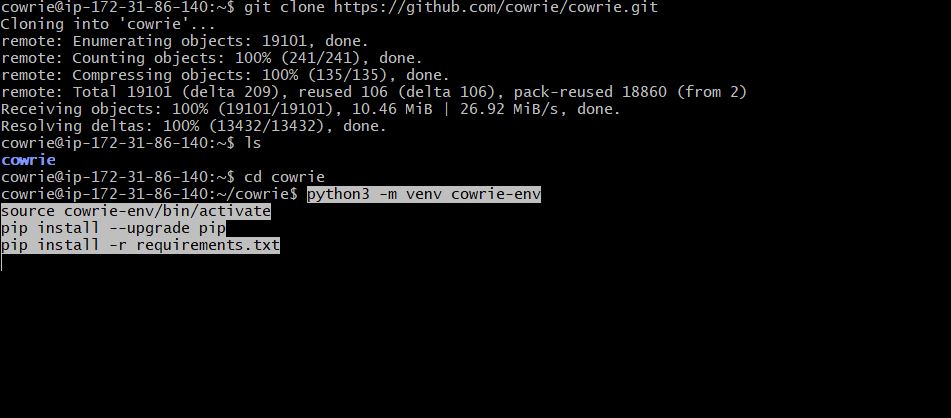 cowrie@ip-172-31-86-140:~$ git clone https://github.com/cowrie/cowrie.git
Cloning into 'cowrie'...
remote: Enumerating objects: 19101, done.
remote: Counting objects: 100% (241/241), done.
remote: Compressing objects: 100% (135/135), done.
remote: Total 19101 (delta 209), reused 106 (delta 106), pack-reused 18860 (from 2)
Receiving objects: 100% (19101/19101), 10.46 MiB | 26.92 MiB/s, done.
Resolving deltas: 100% (13432/13432), done.
cowrie@ip-172-31-86-140:~$ ls
cowrie
cowrie@ip-172-31-86-140:~$ cd cowrie
cowrie@ip-172-31-86-140:~/cowrie$ python3 -m venv cowrie-env
source cowrie-env/bin/activate
pip install --upgrade pip
pip install -r requirements.txt